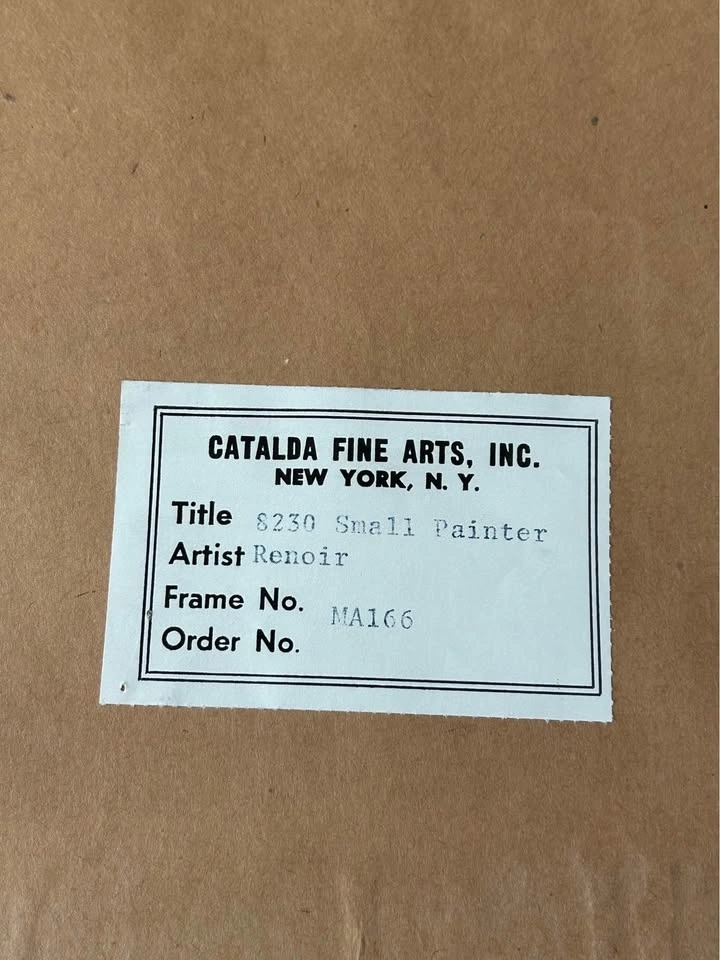 CATALDA FINE ARTS, INC.
NEW YORK, N. Y.
Title 8230 Small Painter
Artist Renoir
Frame No. MA166
Order No.